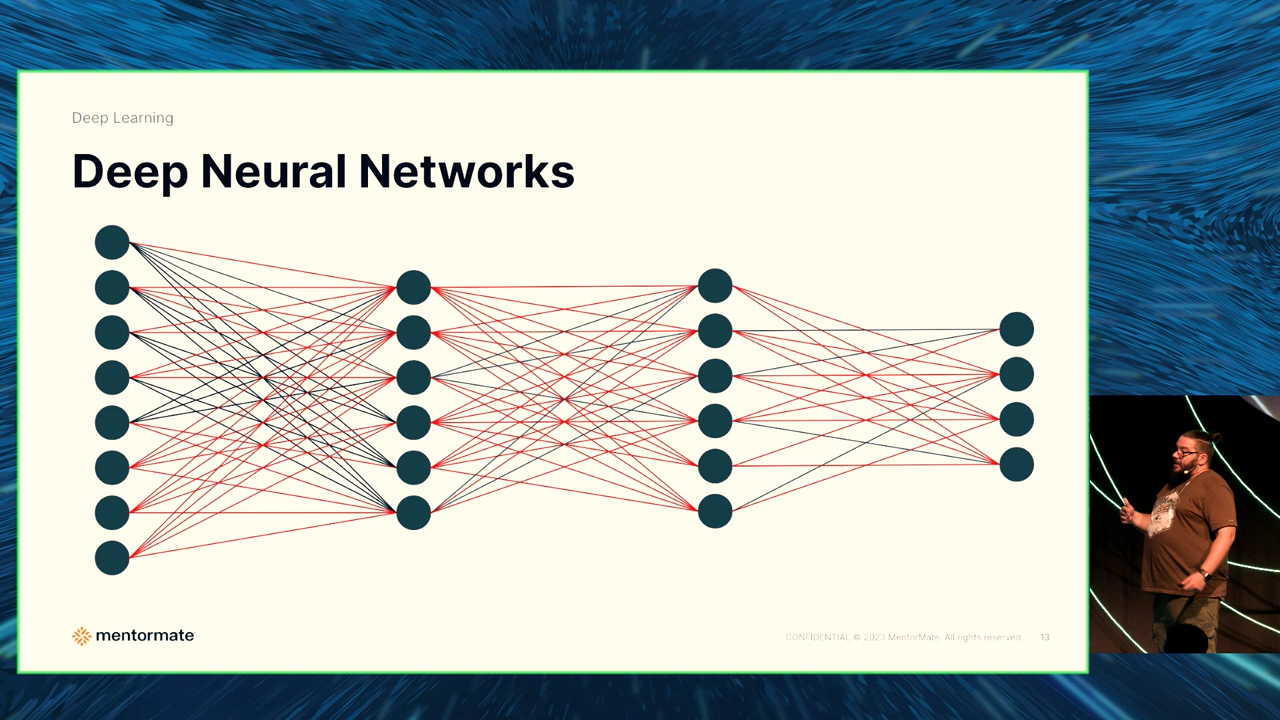 Deep Learning
Deep Neural Networks
mentormate
CONFIDENTIAL © 2023 MentorMate. All rights reserved.
13